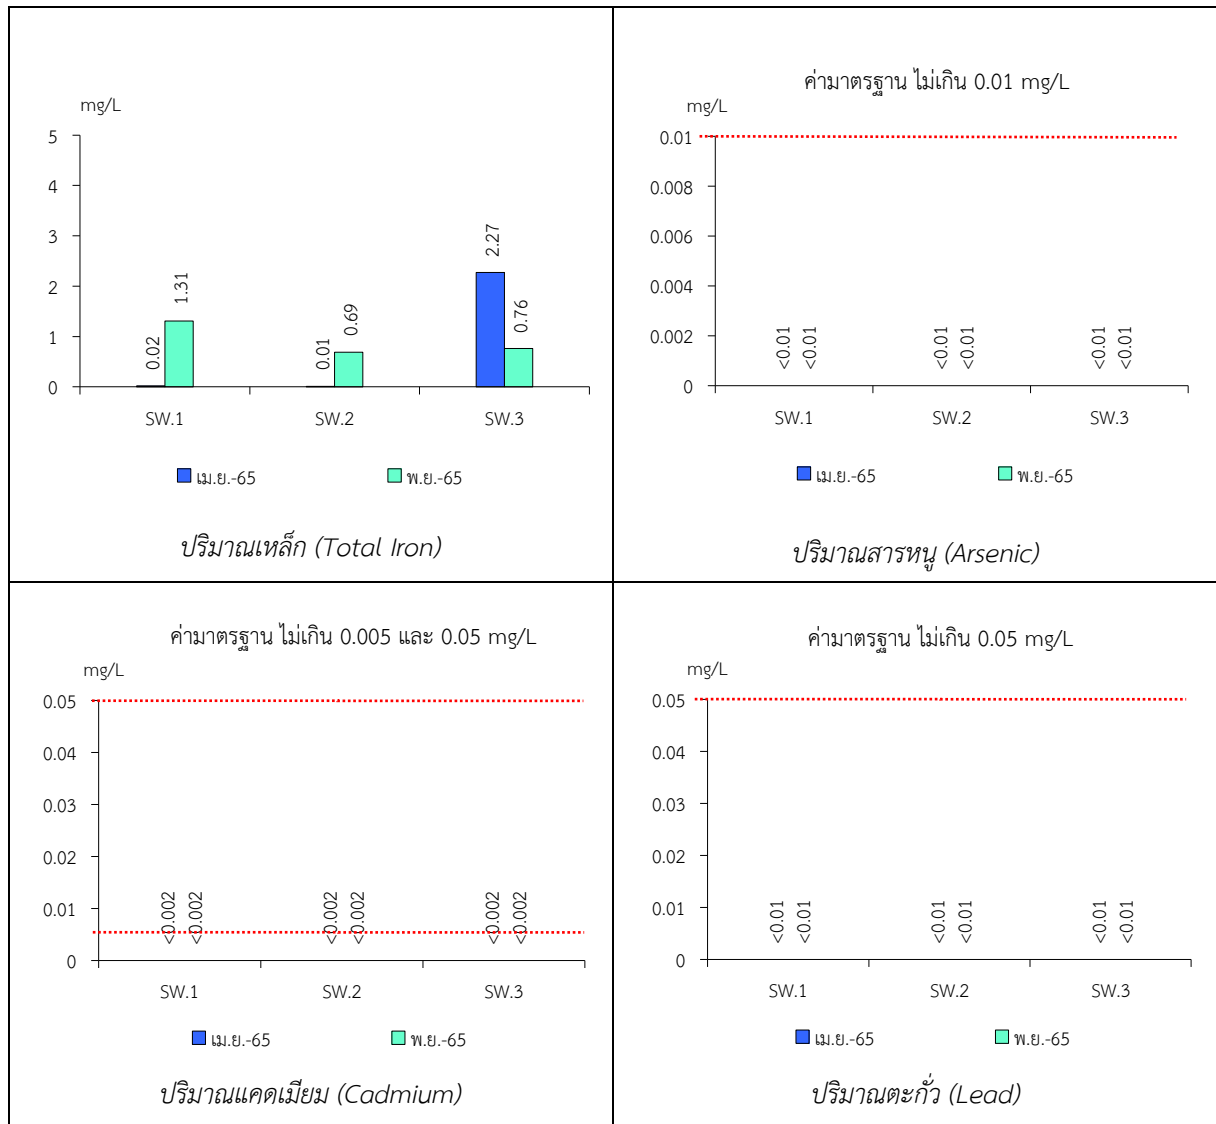 mg/L
5
4
3
2
1
0
0.02
1.31
0.01
0.69
2.27
0.76
SW.1 SW.2 SW.3
เม.ย.-65 พ.ย.-65
ปริมาณเหล็ก (Total Iron)
ค่ามาตรฐาน ไม่เกิน 0.01 mg/L
mg/L
0.01
0.008
0.006
0.004
0.002
0
<0.01
<0.01
<0.01
<0.01
<0.01
<0.01
SW.1 SW.2 SW.3
เม.ย.-65 พ.ย.-65
ปริมาณสารหนู (Arsenic)
ค่ามาตรฐาน ไม่เกิน 0.005 และ 0.05 mg/L
mg/L
0.05
0.04
0.03
0.02
0.01
0
<0.002
<0.002
<0.002
<0.002
<0.002
<0.002
SW.1 SW.2 SW.3
เม.ย.-65 พ.ย.-65
ปริมาณแคดเมียม (Cadmium)
ค่ามาตรฐาน ไม่เกิน 0.05 mg/L
mg/L
0.05
0.04
0.03
0.02
0.01
0
<0.01
<0.01
<0.01
<0.01
<0.01
<0.01
SW.1 SW.2 SW.3
เม.ย.-65 พ.ย.-65
ปริมาณตะกั่ว (Lead)